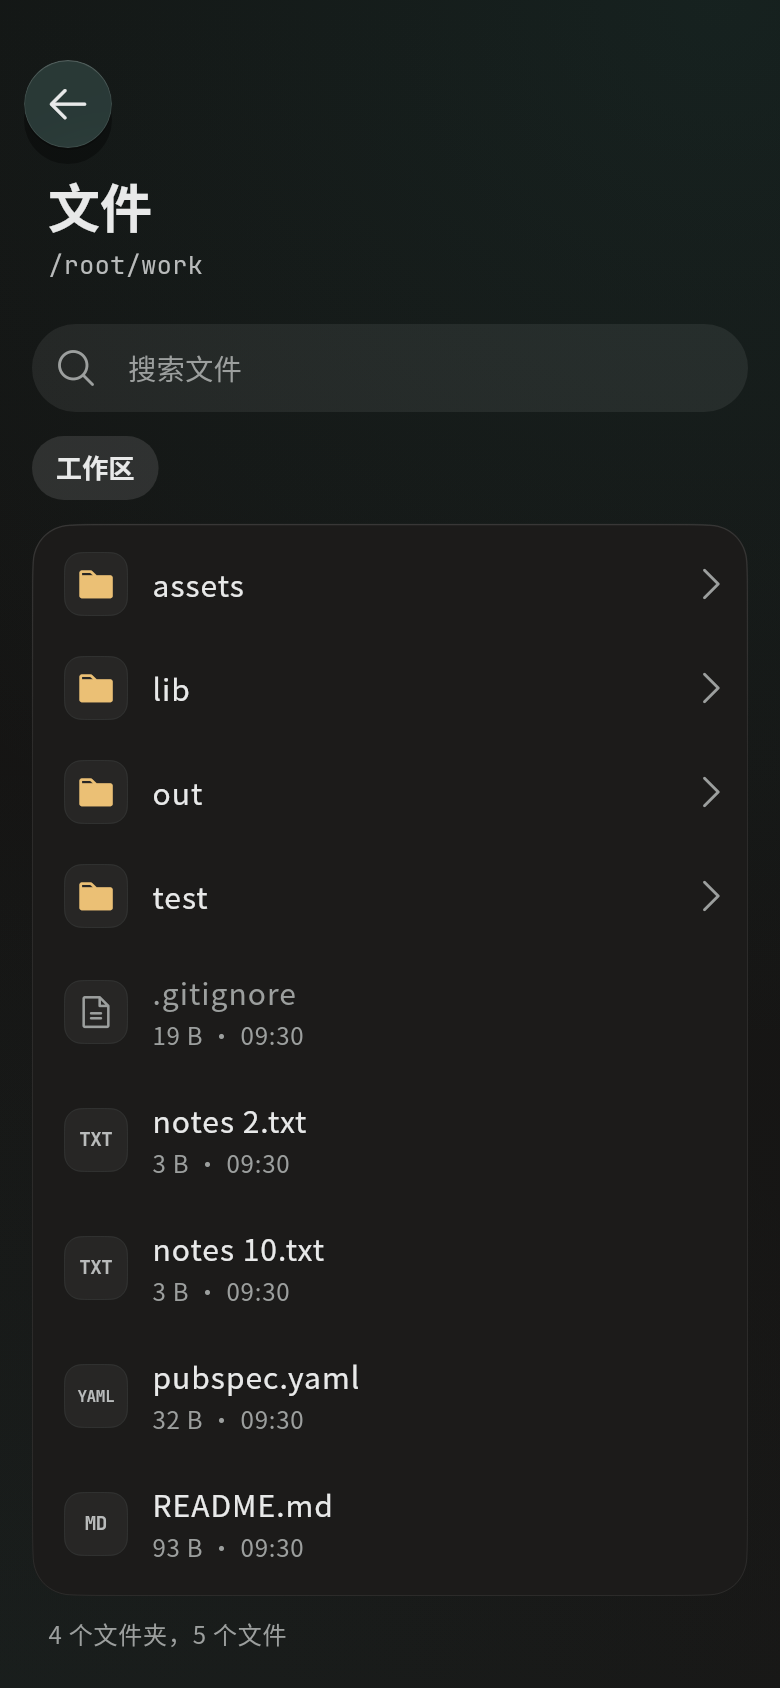 文件
/root/work
搜索文件
工作区
assets
lib
out
test
.gitignore
19 B • 09:30
TXT
notes 2.txt
3 B • 09:30
TXT
notes 10.txt
3 B • 09:30
YAML
pubspec.yaml
32 B • 09:30
MD
README.md
93 B • 09:30
4 个文件夹，5 个文件